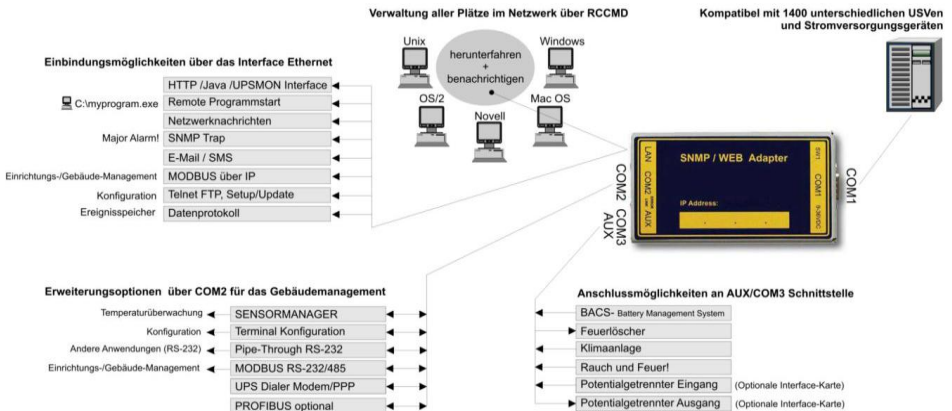 Verwaltung aller Plätze im Netzwerk über RCCMD
Kompatibel mit 1400 unterschiedlichen USVen
und Stromversorgungsgeräten
Unix
herunterfahren
+
benachrichtigen
Windows
OS/2
Novell
Mac OS
Einbindungsmöglichkeiten über das Interface Ethernet
HTTP /Java /UPSMON Interface
C:\myprogram.exe Remote Programmstart
Netzwerknachrichten
Major Alarm! SNMP Trap
E-Mail / SMS
Einrichtungs-/Gebäude-Management MODBUS über IP
Konfiguration Telnet FTP, Setup/Update
Ereignisspeicher Datenprotokoll
LAN
COM2
AUX
SNMP / WEB Adapter
IP Address:
SW1
COM1
9-36VDC
COM2
COM3
AUX
COM1
Erweiterungsoptionen über COM2 für das Gebäudemanagement
Temperaturüberwachung SENSORMANAGER
Konfiguration Terminal Konfiguration
Andere Anwendungen (RS-232) Pipe-Through RS-232
Einrichtungs-/Gebäude-Management MODBUS RS-232/485
UPS Dialer Modem/PPP
PROFIBUS optional
Anschlussmöglichkeiten an AUX/COM3 Schnittstelle
BACS- Battery Management System
Feuerlöscher
Klimaanlage
Rauch und Feuer!
Potentialgetrennter Eingang (Optionale Interface-Karte)
Potentialgetrennter Ausgang (Optionale Interface-Karte)